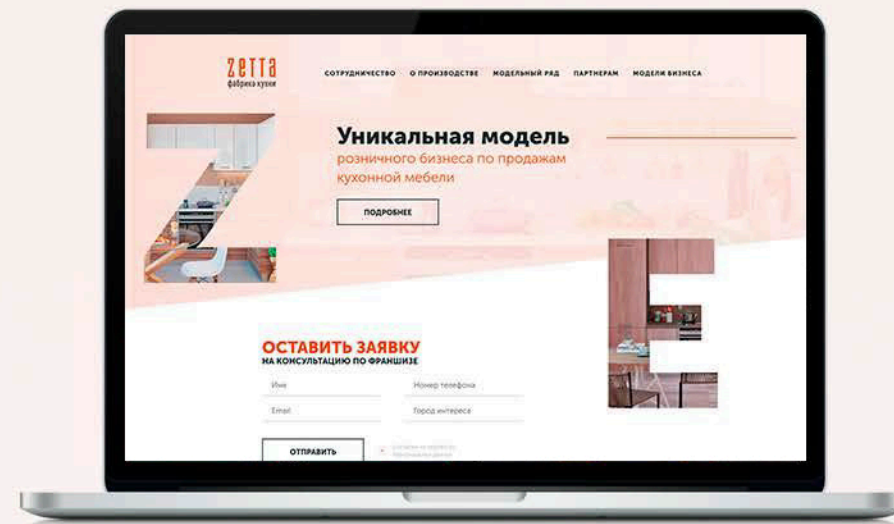 zetta
фабрика кухни
СОТРУДНИЧЕСТВО О ПРОИЗВОДСТВЕ МОДЕЛЬНЫЙ РЯД ПАРТНЕРАМ МОДЕЛИ БИЗНЕСА
Уникальная модель
розничного бизнеса по продажам
кухонной мебели
ПОДРОБНЕЕ
Z
E
ОСТАВИТЬ ЗАЯВКУ
НА КОНСУЛЬТАЦИЮ ПО ФРАНШИЗЕ
Имя Номер телефона
Email Город интереса
ОТПРАВИТЬ